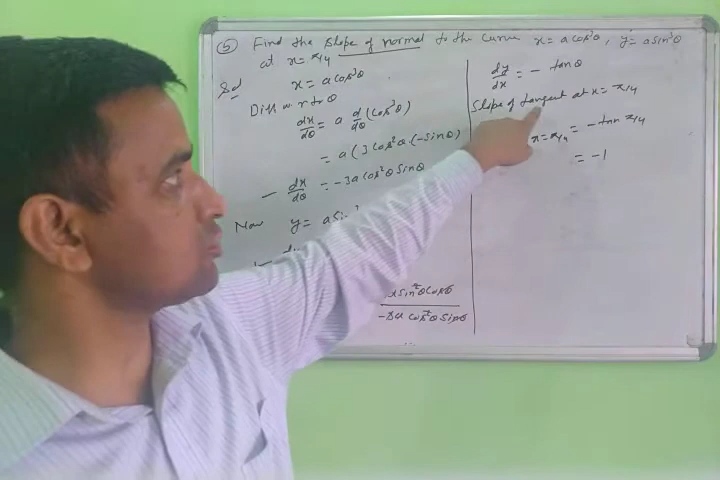 (5) Find the slope of normal to the curve x = a cos³θ, y = a sin³θ
at x = π/4
Sol x = a cos³θ
Diff w.r to θ
dx/dθ = a d/dθ (cos³θ)
= a (3 cos²θ · (-sinθ)
dx/dθ = -3a cos²θ sinθ
Now y = a sin³
sin²θ cosθ
-3a cos²θ sinθ
dy/dx = - tanθ
Slope of tangent at x = π/4
x = π/4 = - tan π/4
= -1